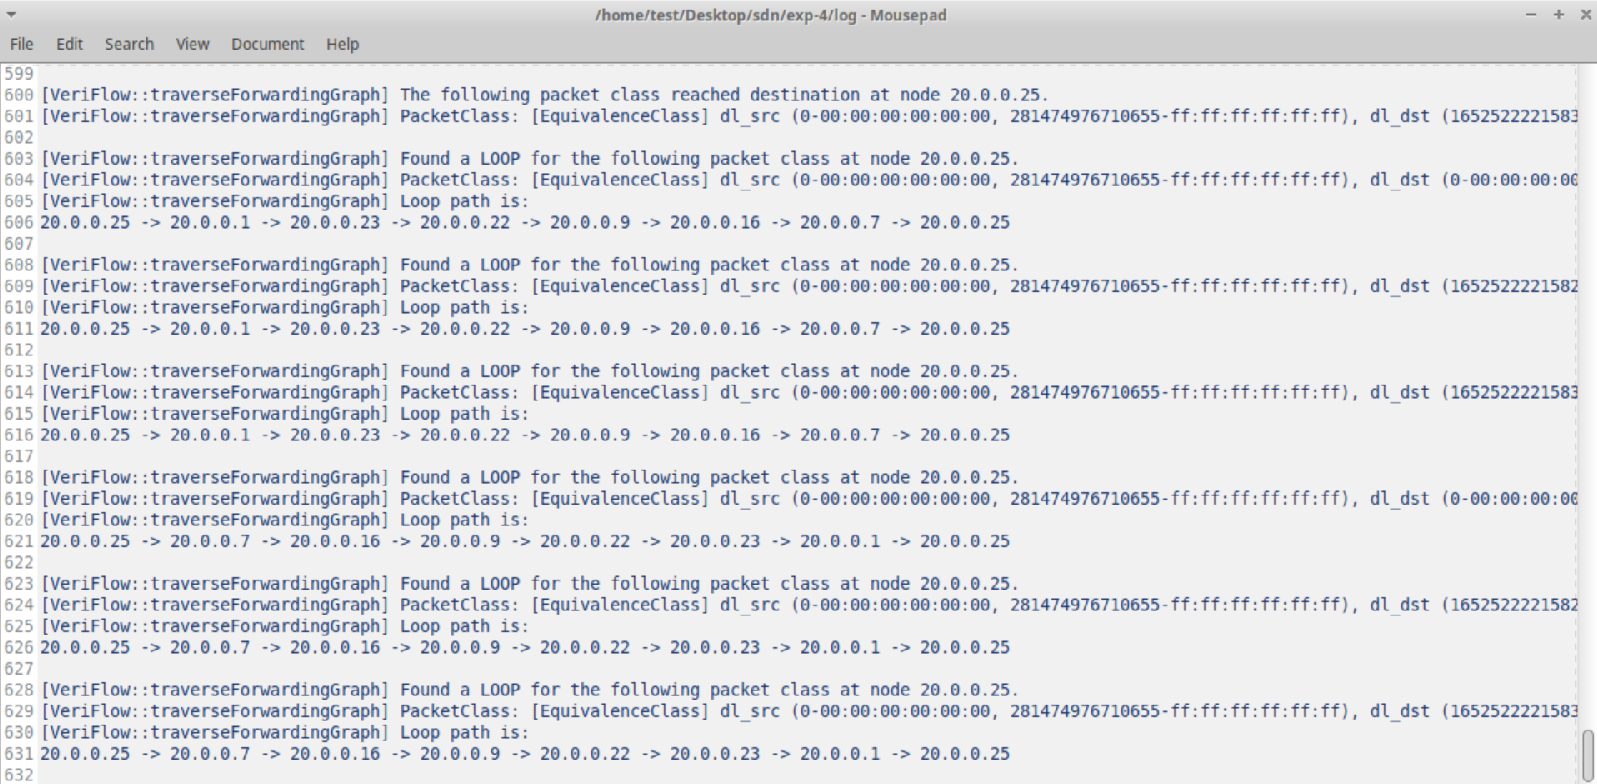 /home/test/Desktop/sdn/exp-4/log - Mousepad
File Edit Search View Document Help
599
600 [VeriFlow::traverseForwardingGraph] The following packet class reached destination at node 20.0.0.25.
601 [VeriFlow::traverseForwardingGraph] PacketClass: [EquivalenceClass] dl_src (0-00:00:00:00:00:00, 281474976710655-ff:ff:ff:ff:ff:ff), dl_dst (1652522221583
602
603 [VeriFlow::traverseForwardingGraph] Found a LOOP for the following packet class at node 20.0.0.25.
604 [VeriFlow::traverseForwardingGraph] PacketClass: [EquivalenceClass] dl_src (0-00:00:00:00:00:00, 281474976710655-ff:ff:ff:ff:ff:ff), dl_dst (0-00:00:00:00
605 [VeriFlow::traverseForwardingGraph] Loop path is:
606 20.0.0.25 -> 20.0.0.1 -> 20.0.0.23 -> 20.0.0.22 -> 20.0.0.9 -> 20.0.0.16 -> 20.0.0.7 -> 20.0.0.25
607
608 [VeriFlow::traverseForwardingGraph] Found a LOOP for the following packet class at node 20.0.0.25.
609 [VeriFlow::traverseForwardingGraph] PacketClass: [EquivalenceClass] dl_src (0-00:00:00:00:00:00, 281474976710655-ff:ff:ff:ff:ff:ff), dl_dst (1652522221582
610 [VeriFlow::traverseForwardingGraph] Loop path is:
611 20.0.0.25 -> 20.0.0.1 -> 20.0.0.23 -> 20.0.0.22 -> 20.0.0.9 -> 20.0.0.16 -> 20.0.0.7 -> 20.0.0.25
612
613 [VeriFlow::traverseForwardingGraph] Found a LOOP for the following packet class at node 20.0.0.25.
614 [VeriFlow::traverseForwardingGraph] PacketClass: [EquivalenceClass] dl_src (0-00:00:00:00:00:00, 281474976710655-ff:ff:ff:ff:ff:ff), dl_dst (1652522221583
615 [VeriFlow::traverseForwardingGraph] Loop path is:
616 20.0.0.25 -> 20.0.0.1 -> 20.0.0.23 -> 20.0.0.22 -> 20.0.0.9 -> 20.0.0.16 -> 20.0.0.7 -> 20.0.0.25
617
618 [VeriFlow::traverseForwardingGraph] Found a LOOP for the following packet class at node 20.0.0.25.
619 [VeriFlow::traverseForwardingGraph] PacketClass: [EquivalenceClass] dl_src (0-00:00:00:00:00:00, 281474976710655-ff:ff:ff:ff:ff:ff), dl_dst (0-00:00:00:00
620 [VeriFlow::traverseForwardingGraph] Loop path is:
621 20.0.0.25 -> 20.0.0.7 -> 20.0.0.16 -> 20.0.0.9 -> 20.0.0.22 -> 20.0.0.23 -> 20.0.0.1 -> 20.0.0.25
622
623 [VeriFlow::traverseForwardingGraph] Found a LOOP for the following packet class at node 20.0.0.25.
624 [VeriFlow::traverseForwardingGraph] PacketClass: [EquivalenceClass] dl_src (0-00:00:00:00:00:00, 281474976710655-ff:ff:ff:ff:ff:ff), dl_dst (1652522221582
625 [VeriFlow::traverseForwardingGraph] Loop path is:
626 20.0.0.25 -> 20.0.0.7 -> 20.0.0.16 -> 20.0.0.9 -> 20.0.0.22 -> 20.0.0.23 -> 20.0.0.1 -> 20.0.0.25
627
628 [VeriFlow::traverseForwardingGraph] Found a LOOP for the following packet class at node 20.0.0.25.
629 [VeriFlow::traverseForwardingGraph] PacketClass: [EquivalenceClass] dl_src (0-00:00:00:00:00:00, 281474976710655-ff:ff:ff:ff:ff:ff), dl_dst (1652522221583
630 [VeriFlow::traverseForwardingGraph] Loop path is:
631 20.0.0.25 -> 20.0.0.7 -> 20.0.0.16 -> 20.0.0.9 -> 20.0.0.22 -> 20.0.0.23 -> 20.0.0.1 -> 20.0.0.25
632